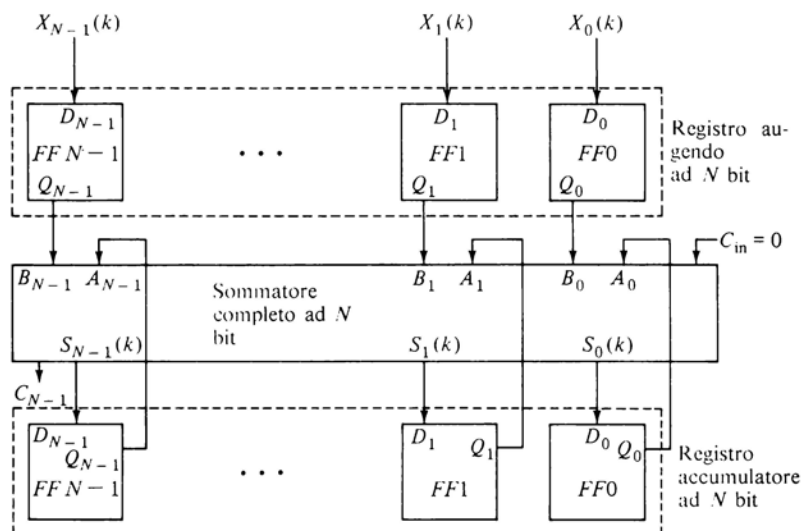 X_{N-1}(k) X_1(k) X_0(k)
D_{N-1} D_1 D_0
FF N-1 ... FF1 FF0
Q_{N-1} Q_1 Q_0
Registro au-
gendo
ad N bit
C_in = 0
B_{N-1} A_{N-1} B_1 A_1 B_0 A_0
Sommatore
completo ad N
bit
S_{N-1}(k) S_1(k) S_0(k)
C_{N-1}
D_{N-1} D_1 D_0
Q_{N-1} Q_1 Q_0
FF N-1 ... FF1 FF0
Registro
accumulatore
ad N bit